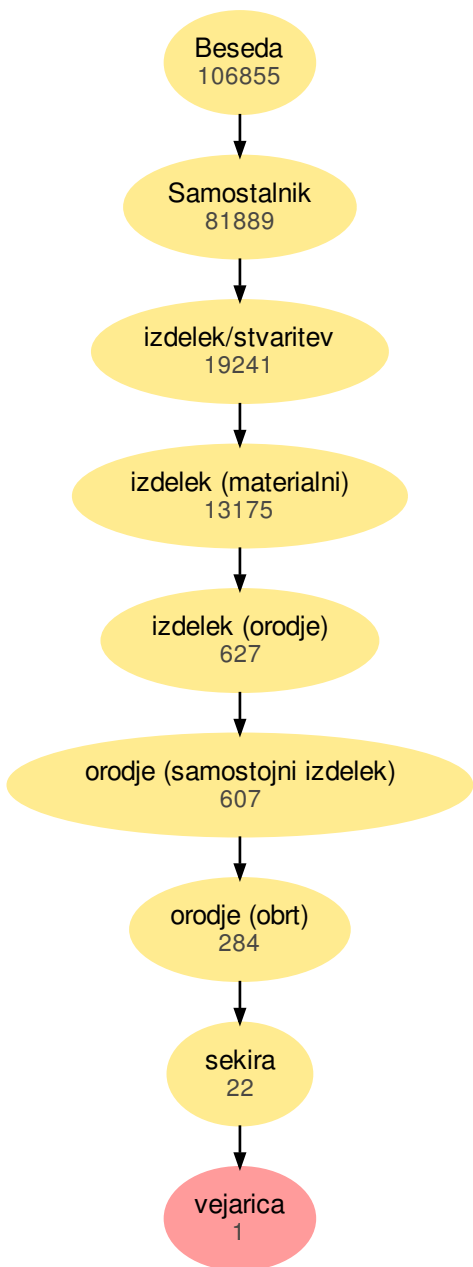 Beseda
106855
Samostalnik
81889
izdelek/stvaritev
19241
izdelek (materialni)
13175
izdelek (orodje)
627
orodje (samostojni izdelek)
607
orodje (obrt)
284
sekira
22
vejarica
1